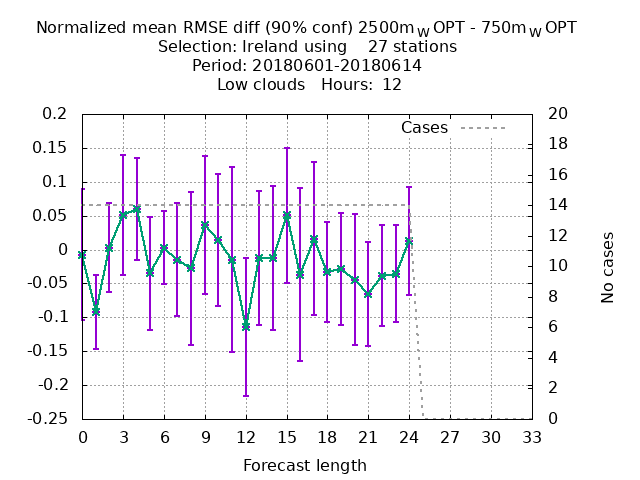 Normalized mean RMSE diff (90% conf) 2500m_W OPT - 750m_W OPT
Selection: Ireland using 27 stations
Period: 20180601-20180614
Low clouds Hours: 12
Cases
0.2
0.15
0.1
0.05
0
-0.05
-0.1
-0.15
-0.2
-0.25
20
18
16
14
12
10
8
6
4
2
0
No cases
0 3 6 9 12 15 18 21 24 27 30 33
Forecast length